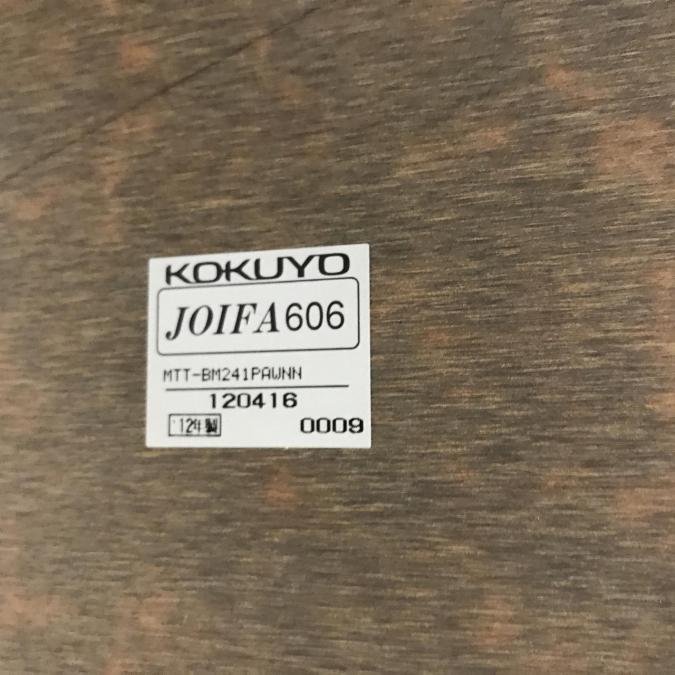 KOKUYO
JOIFA606
MTT-BM241PAWNN
120416
'12年製
0009